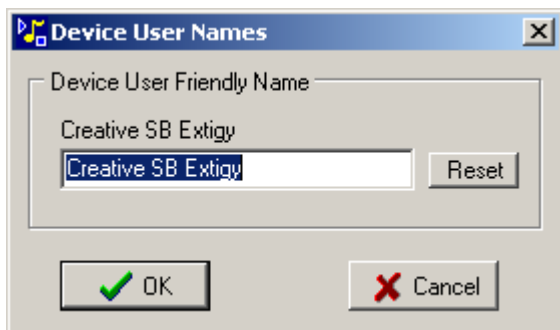 Device User Names
Device User Friendly Name
Creative SB Extigy
Creative SB Extigy
Reset
OK
Cancel